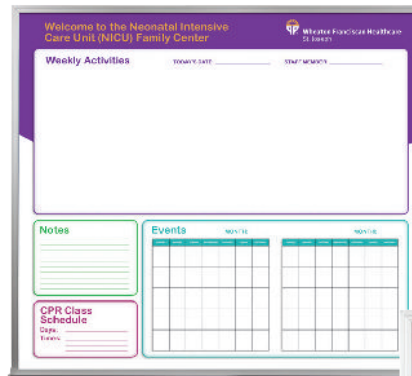 Welcome to the Neonatal Intensive
Care Unit (NICU) Family Center
Wheaton Franciscan Healthcare
St. Joseph
Weekly Activities
TODAY'S DATE:
STAFF MEMBER:
Notes
Events
MONTH:
MONTH:
CPR Class
Schedule
Days:
Times: